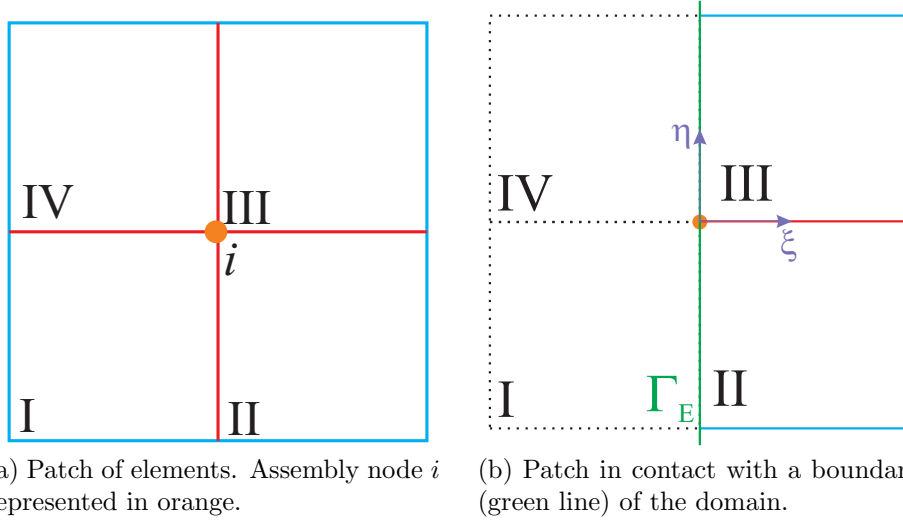 IV
III
i
I
II
η
IV
III
ξ
I
Γ_E
II
a) Patch of elements. Assembly node i
epresented in orange.
(b) Patch in contact with a boundar
(green line) of the domain.